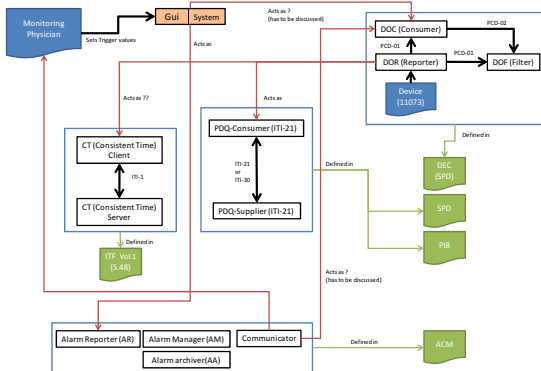 Monitoring
Physician
Sets Trigger values
Gui
System
Acts as ?
(has to be discussed)
Acts as
DOC (Consumer)
PCD-02
PCD-01
DOR (Reporter)
PCD-01
DOF (Filter)
Device
(11073)
Acts as ??
Acts as
CT (Consistent Time)
Client
ITI-1
CT (Consistent Time)
Server
Defined in
ITF Vol.1
(S.48)
PDQ-Consumer (ITI-21)
ITI-21
or
ITI-30
PDQ-Supplier (ITI-21)
Defined in
Defined in
DEC
(SPD)
SPD
PIB
Acts as ?
(has to be discussed)
Alarm Reporter (AR)
Alarm Manager (AM)
Communicator
Alarm archiver(AA)
Defined in
ACM